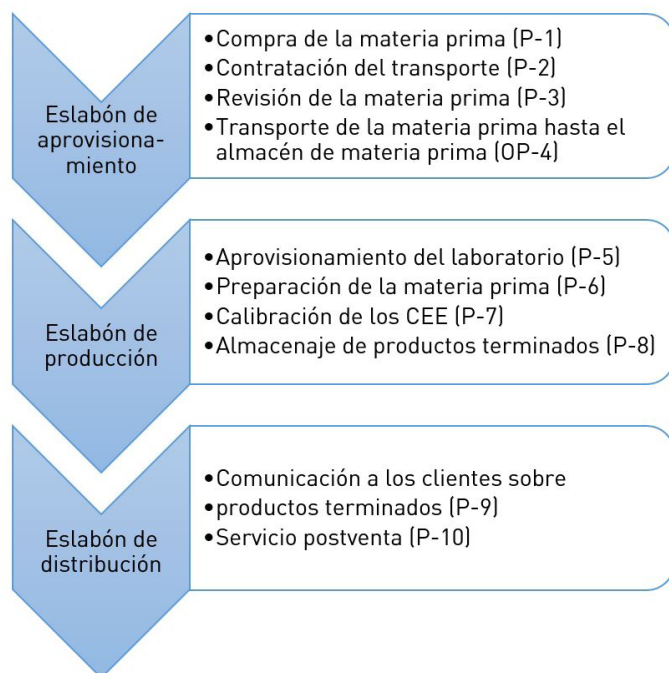 Eslabón de
aprovisiona-
miento
•Compra de la materia prima (P-1)
•Contratación del transporte (P-2)
•Revisión de la materia prima (P-3)
•Transporte de la materia prima hasta el
almacén de materia prima (OP-4)
Eslabón de
producción
•Aprovisionamiento del laboratorio (P-5)
•Preparación de la materia prima (P-6)
•Calibración de los CEE (P-7)
•Almacenaje de productos terminados (P-8)
Eslabón de
distribución
•Comunicación a los clientes sobre
•productos terminados (P-9)
•Servicio postventa (P-10)